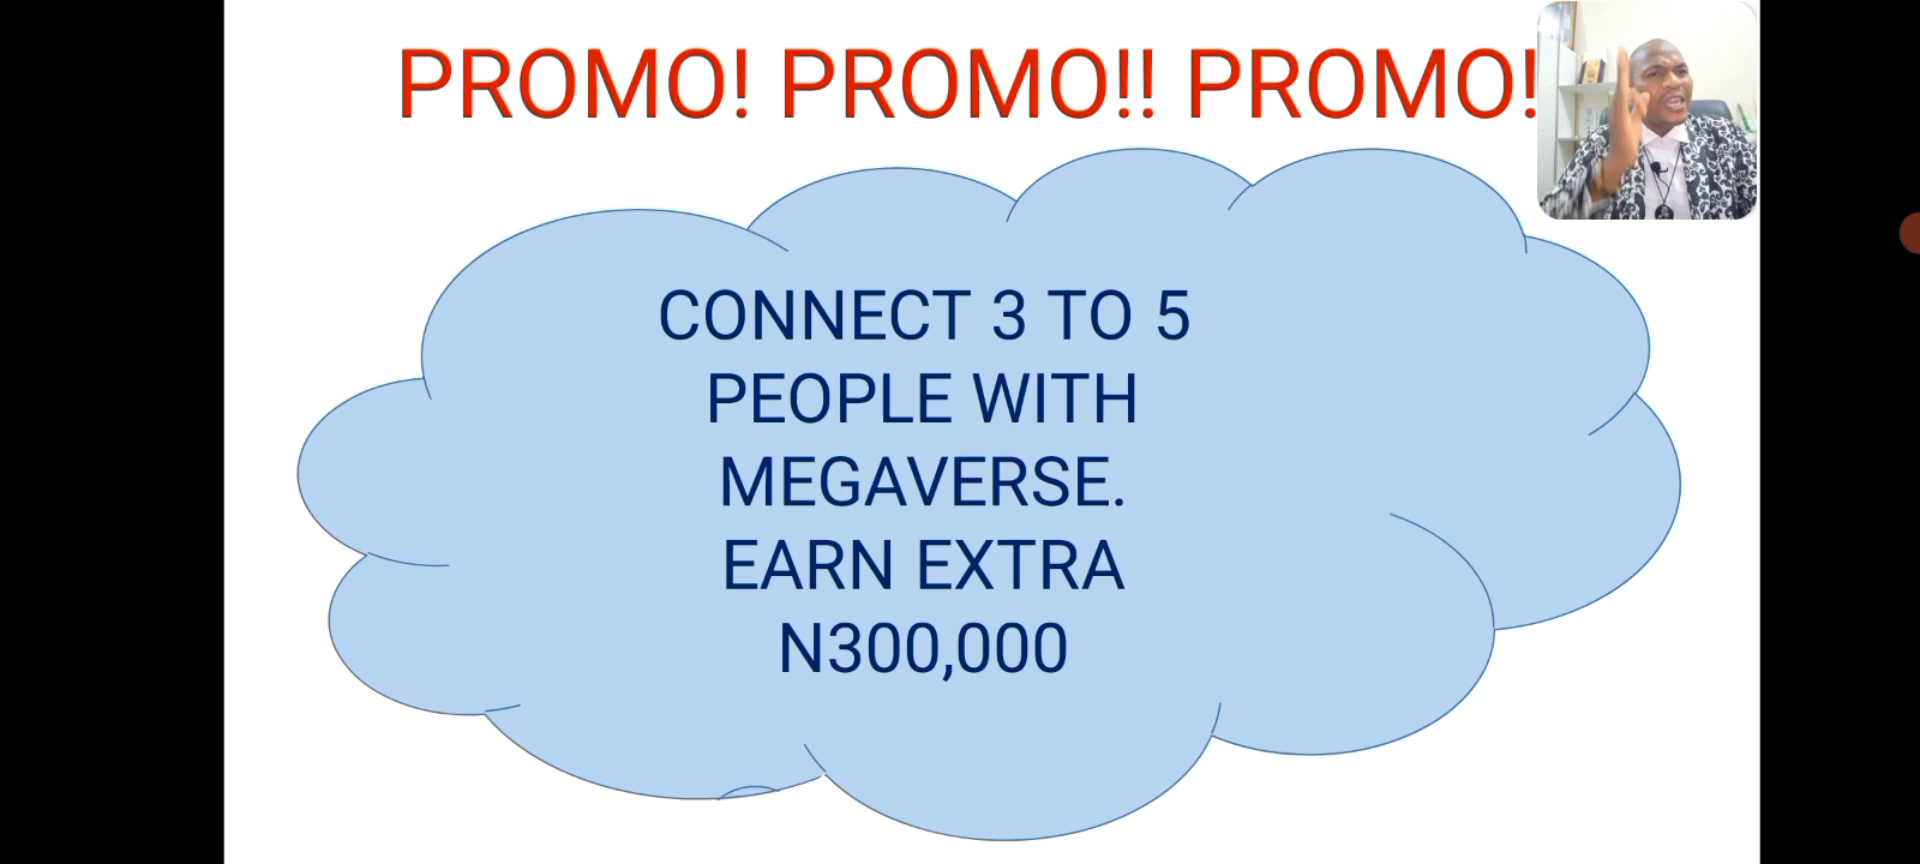 PROMO! PROMO!! PROMO!
CONNECT 3 TO 5
PEOPLE WITH
MEGAVERSE.
EARN EXTRA
N300,000